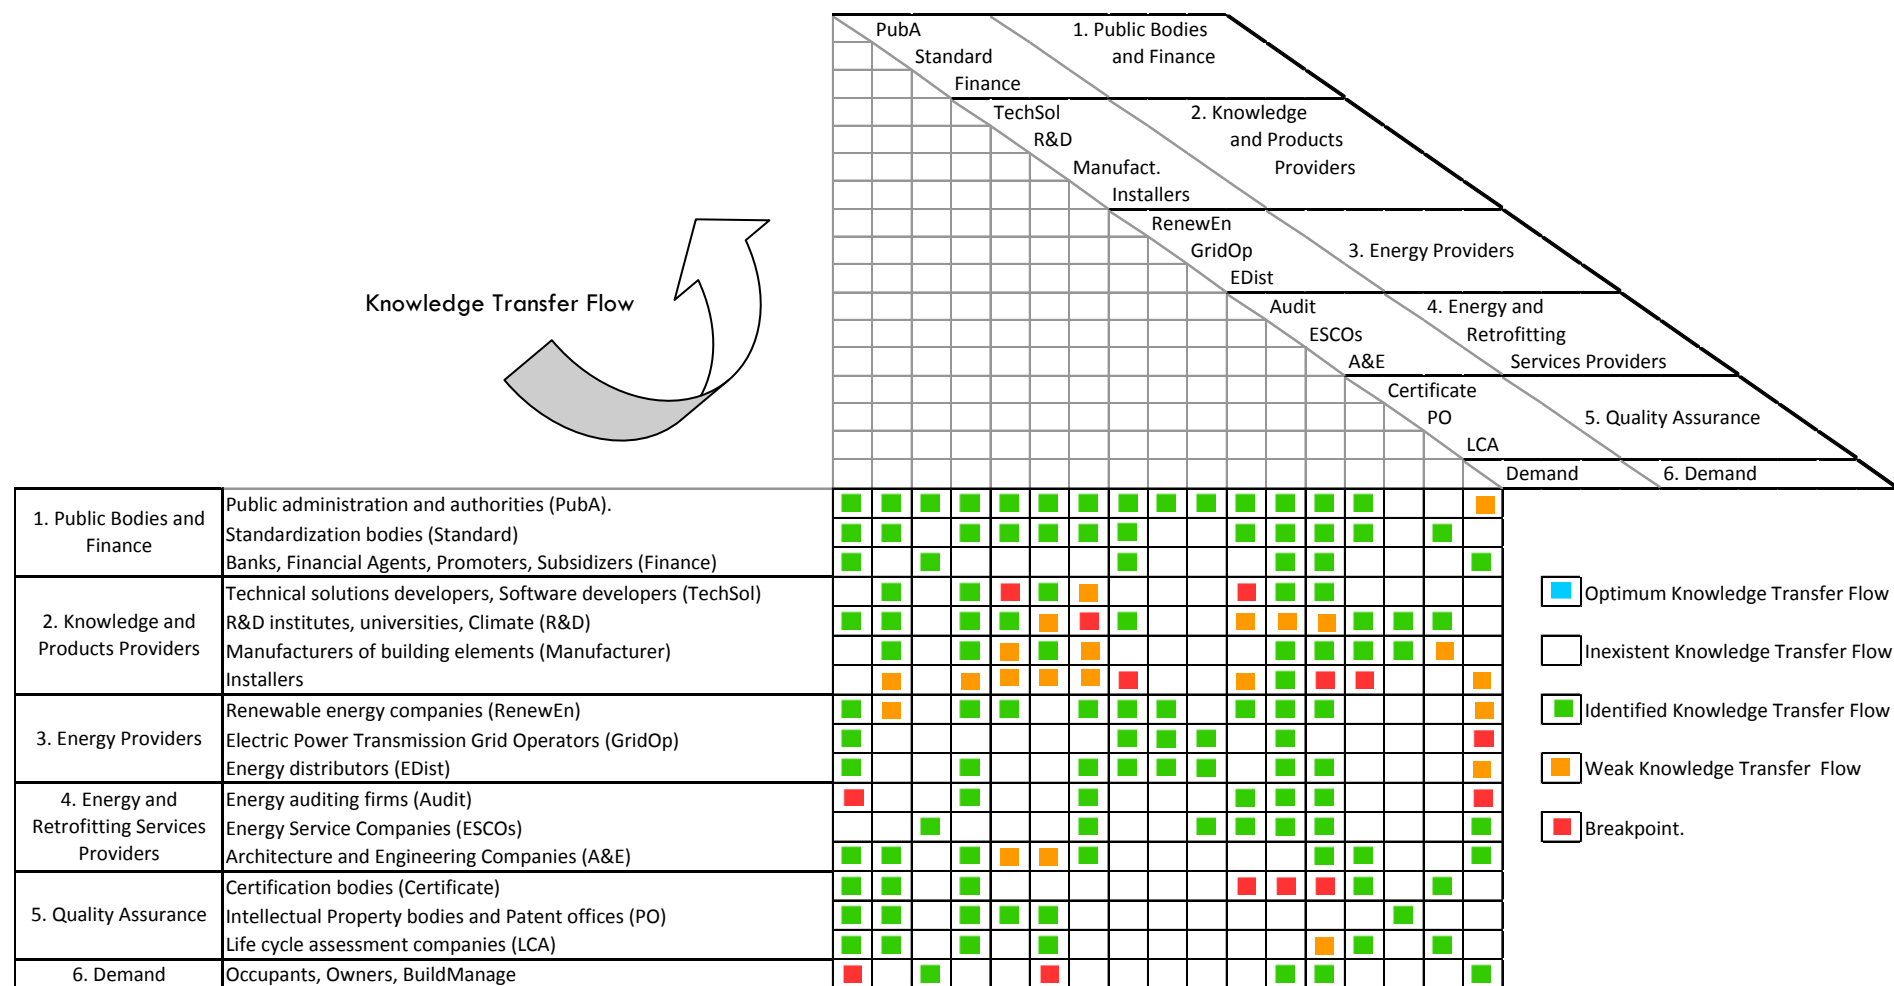 PubA
1. Public Bodies
Standard
and Finance
Finance
TechSol
2. Knowledge
R&D
and Products
Manufact.
Providers
Installers
RenewEn
GridOp
3. Energy Providers
EDist
Knowledge Transfer Flow
Audit
4. Energy and
ESCOs
Retrofitting
A&E
Services Providers
Certificate
PO
5. Quality Assurance
LCA
Demand
6. Demand
1. Public Bodies and
Finance
Public administration and authorities (PubA).
Standardization bodies (Standard)
Banks, Financial Agents, Promoters, Subsidizers (Finance)
2. Knowledge and
Products Providers
Technical solutions developers, Software developers (TechSol)
R&D institutes, universities, Climate (R&D)
Manufacturers of building elements (Manufacturer)
Installers
3. Energy Providers
Renewable energy companies (RenewEn)
Electric Power Transmission Grid Operators (GridOp)
Energy distributors (EDist)
4. Energy and
Retrofitting Services
Providers
Energy auditing firms (Audit)
Energy Service Companies (ESCOs)
Architecture and Engineering Companies (A&E)
5. Quality Assurance
Certification bodies (Certificate)
Intellectual Property bodies and Patent offices (PO)
Life cycle assessment companies (LCA)
6. Demand
Occupants, Owners, BuildManage
Optimum Knowledge Transfer Flow
Inexistent Knowledge Transfer Flow
Identified Knowledge Transfer Flow
Weak Knowledge Transfer Flow
Breakpoint.